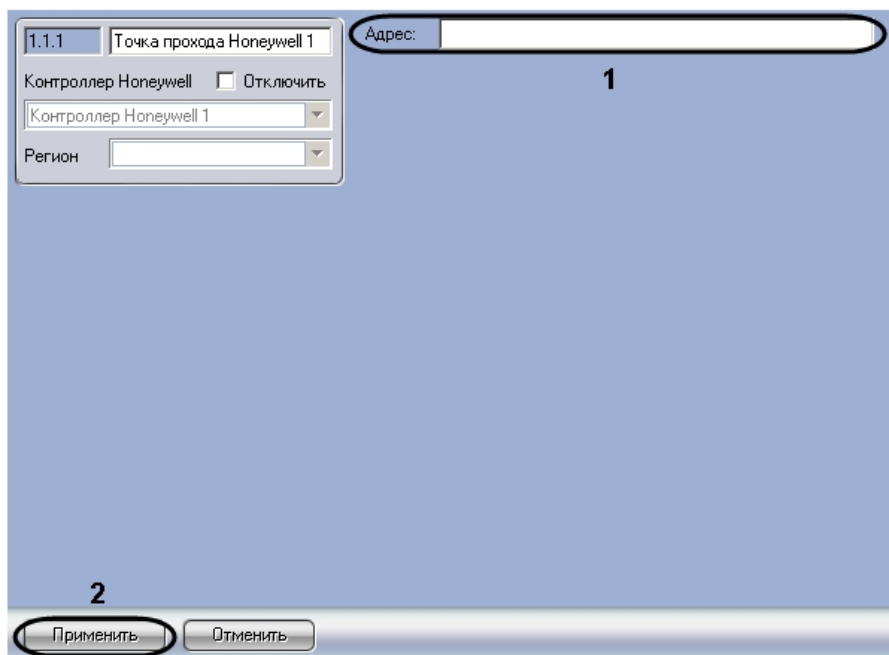 1.1.1 Точка прохода Honeywell 1
Адрес:
1
Контроллер Honeywell Отключить
Контроллер Honeywell 1
Регион
2
Применить Отменить